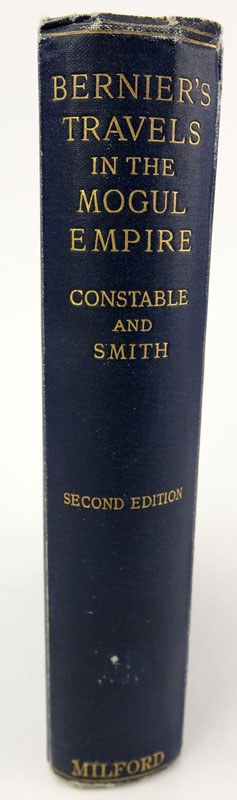 BERNIER'S
TRAVELS
IN THE
MOGUL
EMPIRE
CONSTABLE
AND
SMITH
SECOND EDITION
MILFORD